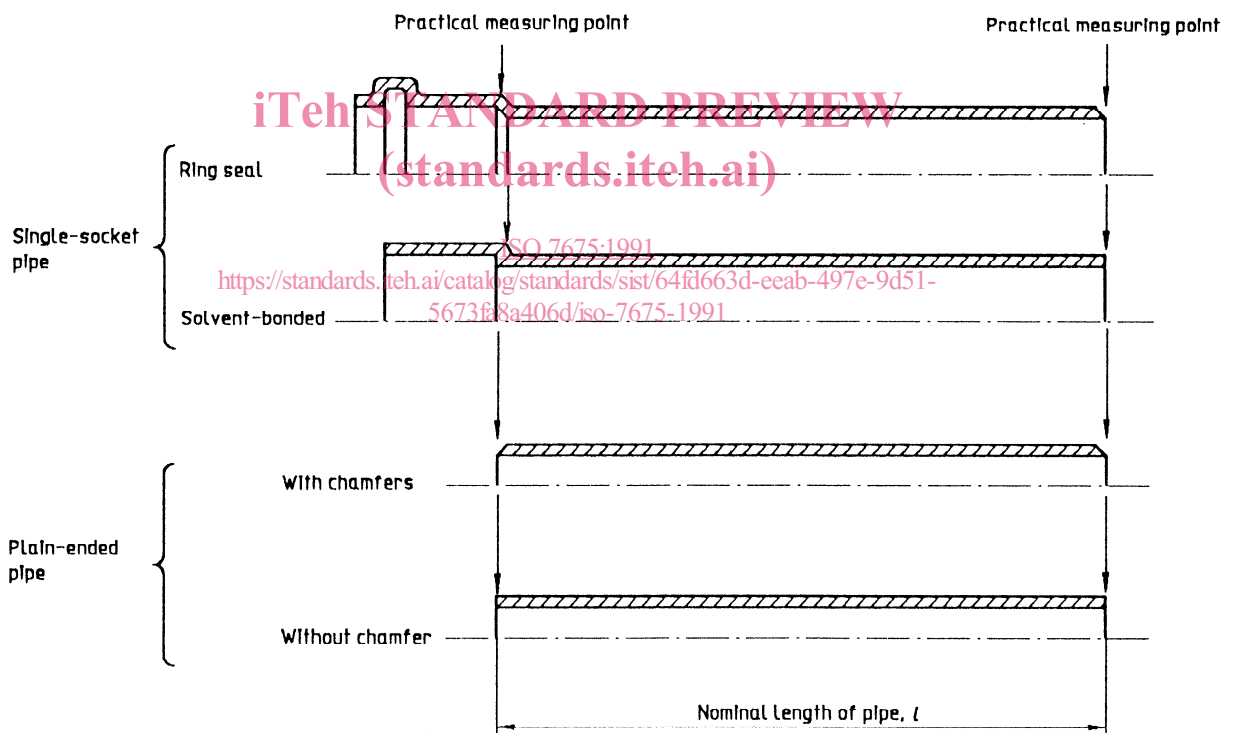 Practical measuring point
Practical measuring point
iTeh STANDARD PREVIEW
(standards.iteh.ai)
Ring seal
Single-socket
pipe
ISO 7675:1991
https://standards.iteh.ai/catalog/standards/sist/64fd663d-eeab-497e-9d51-
5673fa8a406d/iso-7675-1991
Solvent-bonded
With chamfers
Plain-ended
pipe
Without chamfer
Nominal length of pipe, l